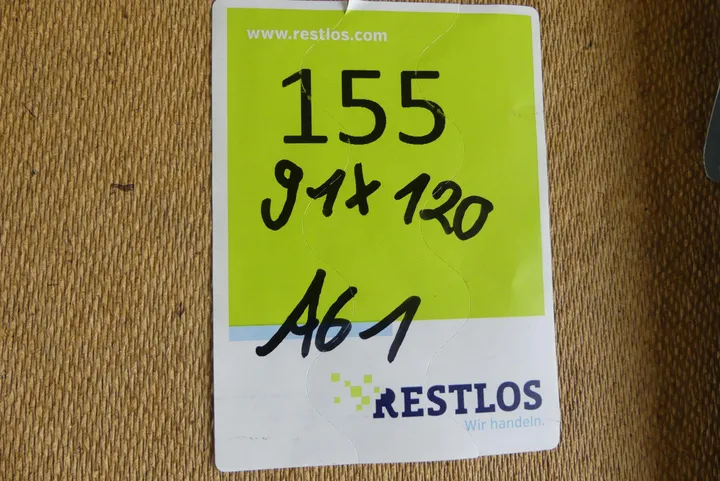 www.restlos.com
155
91x120
A61
RESTLOS
Wir handeln.